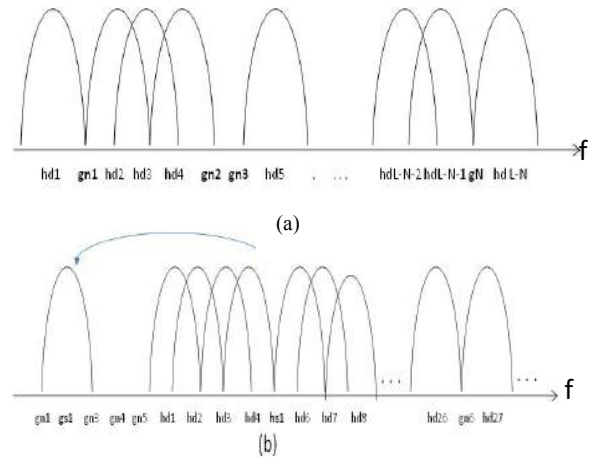 f
hd1 gn1 hd2 hd3 hd4 gn2 gn3 hd5 . ... hdL-N-2 hdL-N-1 gN hd L-N
(a)
... ...
f
gn1 gs1 gn3 gn4 gn5 hd1 hd2 hd3 hd4 hs1 hd6 hd7 hd8 hd26 gn6 hd27
(b)